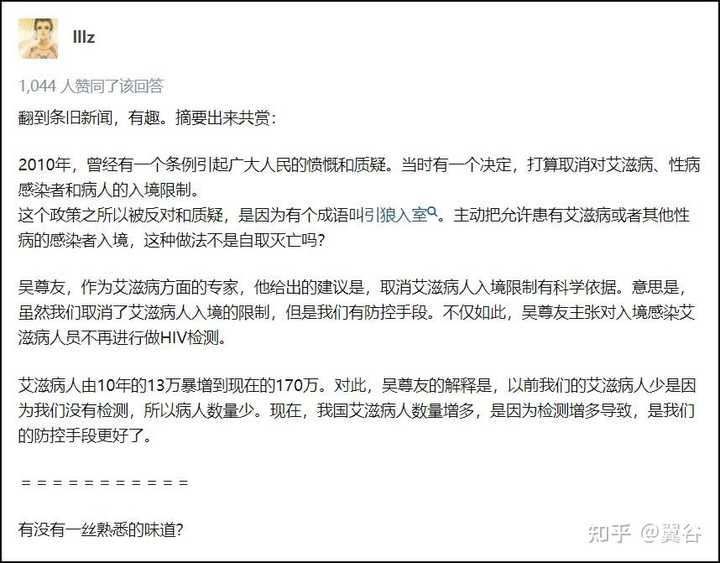 lllz
1,044 人赞同了该回答
翻到条旧新闻，有趣。摘要出来共赏：
2010年，曾经有一个条例引起广大人民的愤慨和质疑。当时有一个决定，打算取消对艾滋病、性病
感染者和病人的入境限制。
这个政策之所以被反对和质疑，是因为有个成语叫引狼入室。主动把允许患有艾滋病或者其他性
病的感染者入境，这种做法不是自取灭亡吗？
吴尊友，作为艾滋病方面的专家，他给出的建议是，取消艾滋病人入境限制有科学依据。意思是，
虽然我们取消了艾滋病人入境的限制，但是我们有防控手段。不仅如此，吴尊友主张对入境感染艾
滋病人员不再进行做HIV检测。
艾滋病人由10年的13万暴增到现在的170万。对此，吴尊友的解释是，以前我们的艾滋病人少是因
为我们没有检测，所以病人数量少。现在，我国艾滋病人数量增多，是因为检测增多导致，是我们
的防控手段更好了。
＝＝＝＝＝＝＝＝＝＝＝
有没有一丝熟悉的味道？
知乎 @翼谷